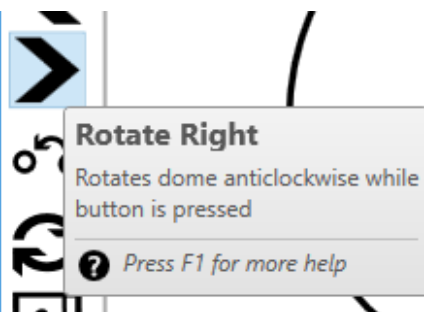 Rotate Right
Rotates dome anticlockwise while
button is pressed
Press F1 for more help